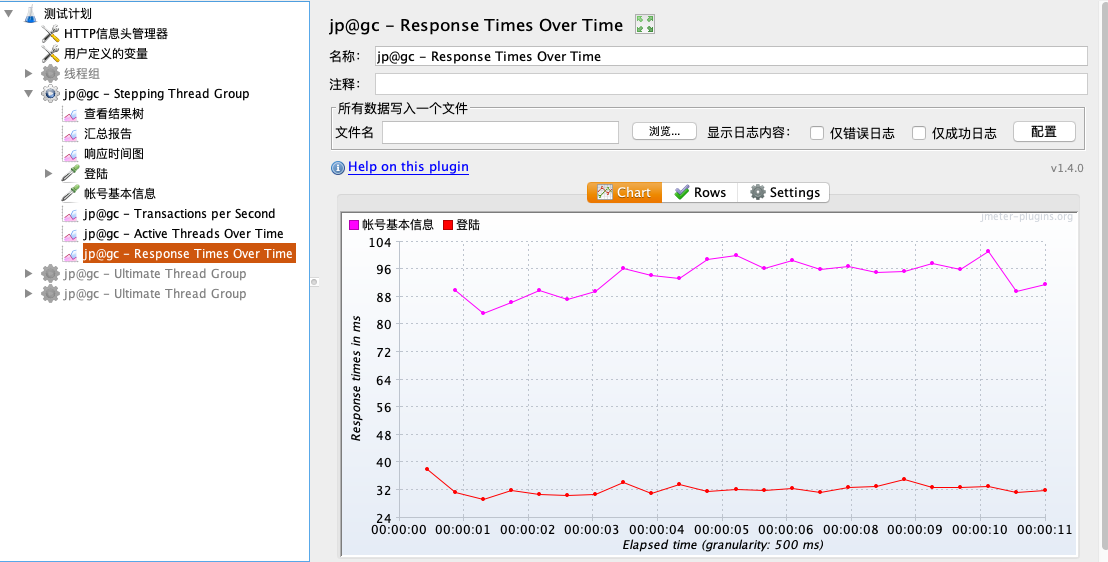 测试计划
HTTP信息头管理器
用户定义的变量
线程组
jp@gc - Stepping Thread Group
查看结果树
汇总报告
响应时间图
登陆
帐号基本信息
jp@gc - Transactions per Second
jp@gc - Active Threads Over Time
jp@gc - Response Times Over Time
jp@gc - Ultimate Thread Group
jp@gc - Ultimate Thread Group
jp@gc - Response Times Over Time
名称: jp@gc - Response Times Over Time
注释:
所有数据写入一个文件
文件名 浏览... 显示日志内容: 仅错误日志 仅成功日志 配置
Help on this plugin v1.4.0
Chart Rows Settings
jmeter-plugins.org
帐号基本信息 登陆
104
96
88
80
72
64
56
48
40
32
24
Response times in ms
00:00:00 00:00:01 00:00:02 00:00:03 00:00:04 00:00:05 00:00:06 00:00:07 00:00:08 00:00:09 00:00:10 00:00:11
Elapsed time (granularity: 500 ms)